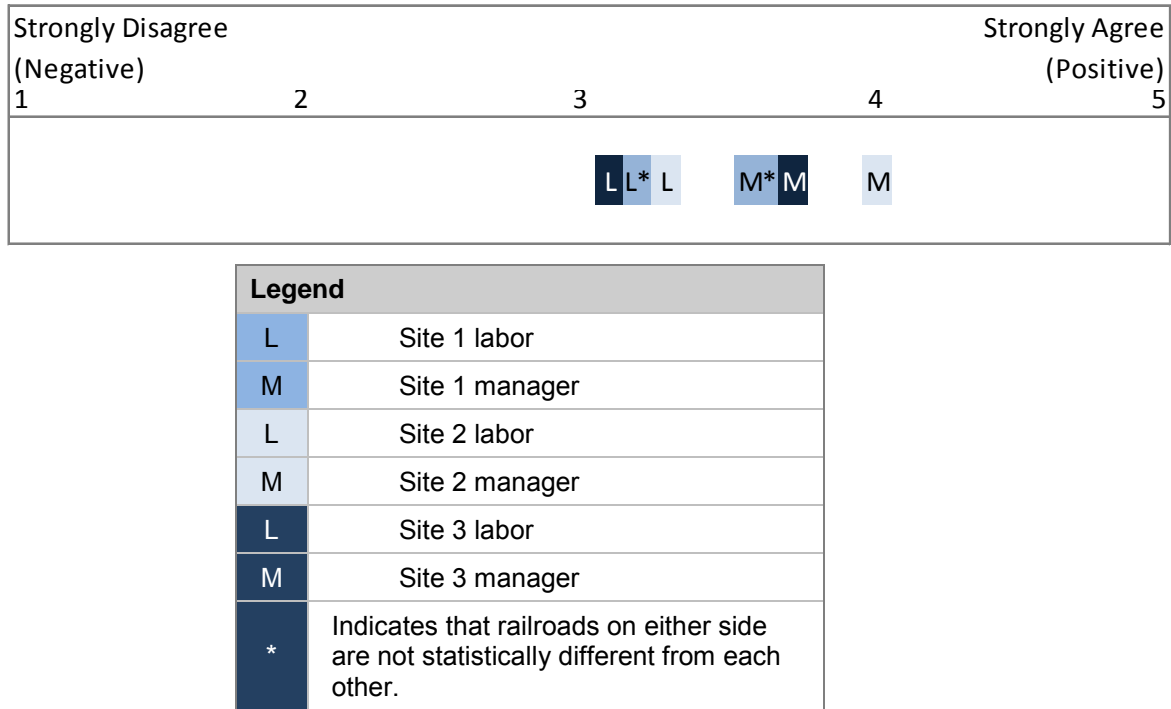 Strongly Disagree Strongly Agree
(Negative) (Positive)
1 2 3 4 5
L L* L M* M M
Legend
L Site 1 labor
M Site 1 manager
L Site 2 labor
M Site 2 manager
L Site 3 labor
M Site 3 manager
* Indicates that railroads on either side
are not statistically different from each
other.